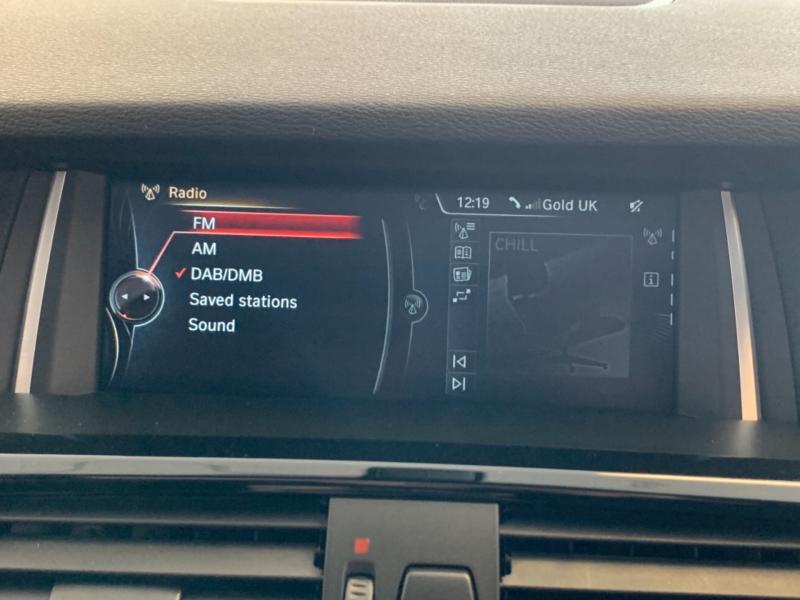 Radio
12:19 Gold UK
FM
AM
DAB/DMB
Saved stations
Sound
CHILL